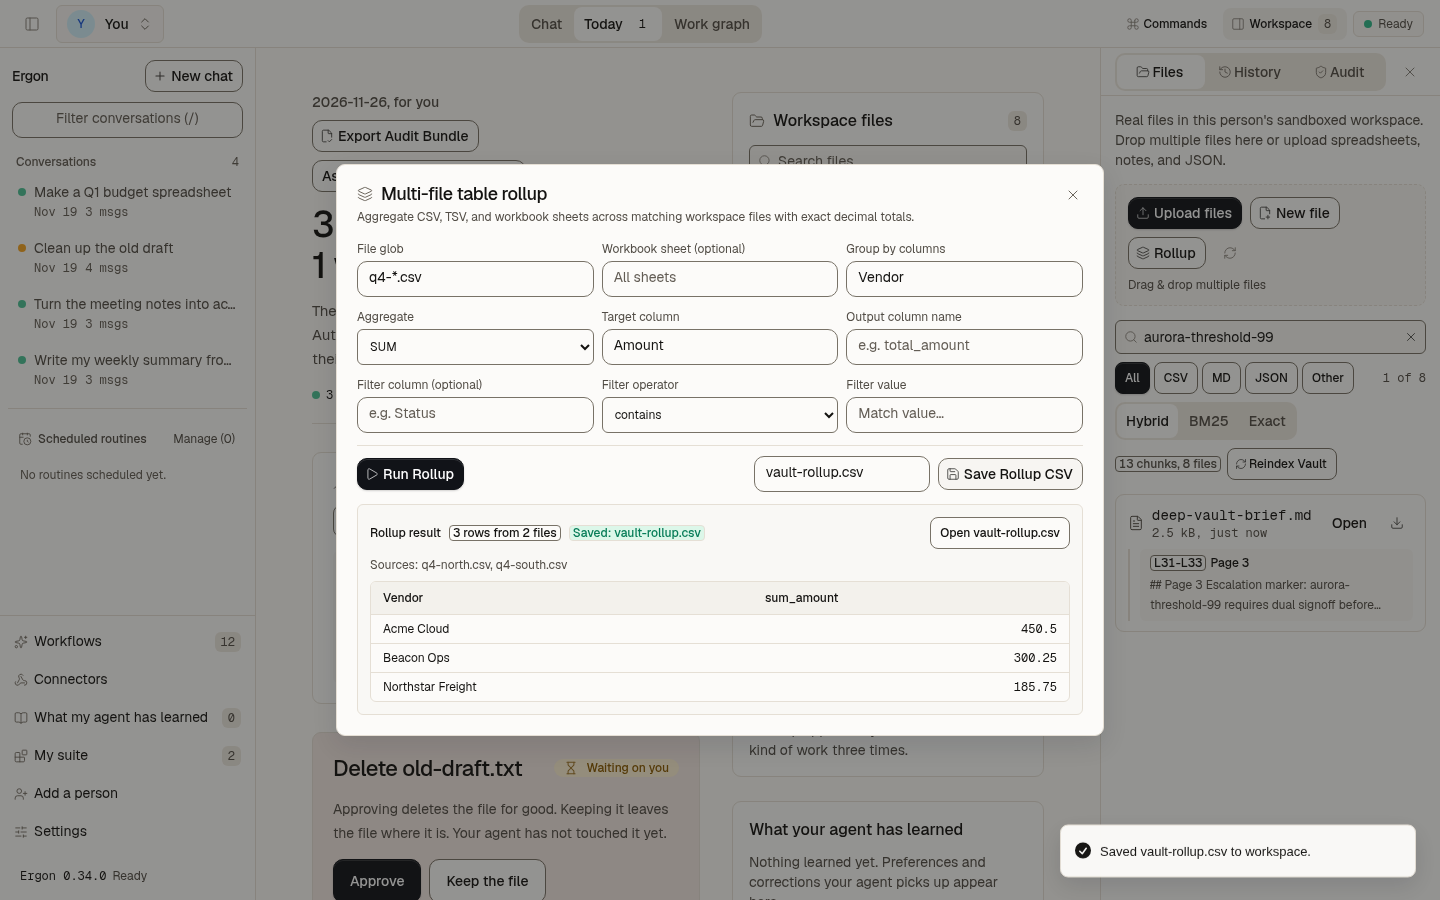 Y You
Chat Today 1 Work graph
Commands Workspace 8 Ready
Ergon
New chat
Filter conversations (/)
Conversations 4
Make a Q1 budget spreadsheet
Nov 19 3 msgs
Clean up the old draft
Nov 19 4 msgs
Turn the meeting notes into ac…
Nov 19 3 msgs
Write my weekly summary fro…
Nov 19 3 msgs
Scheduled routines Manage (0)
No routines scheduled yet.
Workflows 12
Connectors
What my agent has learned 0
My suite 2
Add a person
Settings
Ergon 0.34.0 Ready
2026-11-26, for you
Export Audit Bundle
Workspace files 8
Search files
Multi-file table rollup
Aggregate CSV, TSV, and workbook sheets across matching workspace files with exact decimal totals.
File glob Workbook sheet (optional) Group by columns
q4-*.csv All sheets Vendor
Aggregate Target column Output column name
SUM Amount e.g. total_amount
Filter column (optional) Filter operator Filter value
e.g. Status contains Match value…
Run Rollup vault-rollup.csv Save Rollup CSV
Rollup result 3 rows from 2 files Saved: vault-rollup.csv Open vault-rollup.csv
Sources: q4-north.csv, q4-south.csv
Vendor sum_amount
Acme Cloud 450.5
Beacon Ops 300.25
Northstar Freight 185.75
Delete old-draft.txt Waiting on you
Approving deletes the file for good. Keeping it leaves
the file where it is. Your agent has not touched it yet.
Approve Keep the file
kind of work three times.
What your agent has learned
Nothing learned yet. Preferences and
corrections your agent picks up appear
Files History Audit
Real files in this person's sandboxed workspace.
Drop multiple files here or upload spreadsheets,
notes, and JSON.
Upload files New file
Rollup
Drag & drop multiple files
aurora-threshold-99
All CSV MD JSON Other 1 of 8
Hybrid BM25 Exact
13 chunks, 8 files Reindex Vault
deep-vault-brief.md Open
2.5 kB, just now
L31-L33 Page 3
## Page 3 Escalation marker: aurora-
threshold-99 requires dual signoff before…
Saved vault-rollup.csv to workspace.